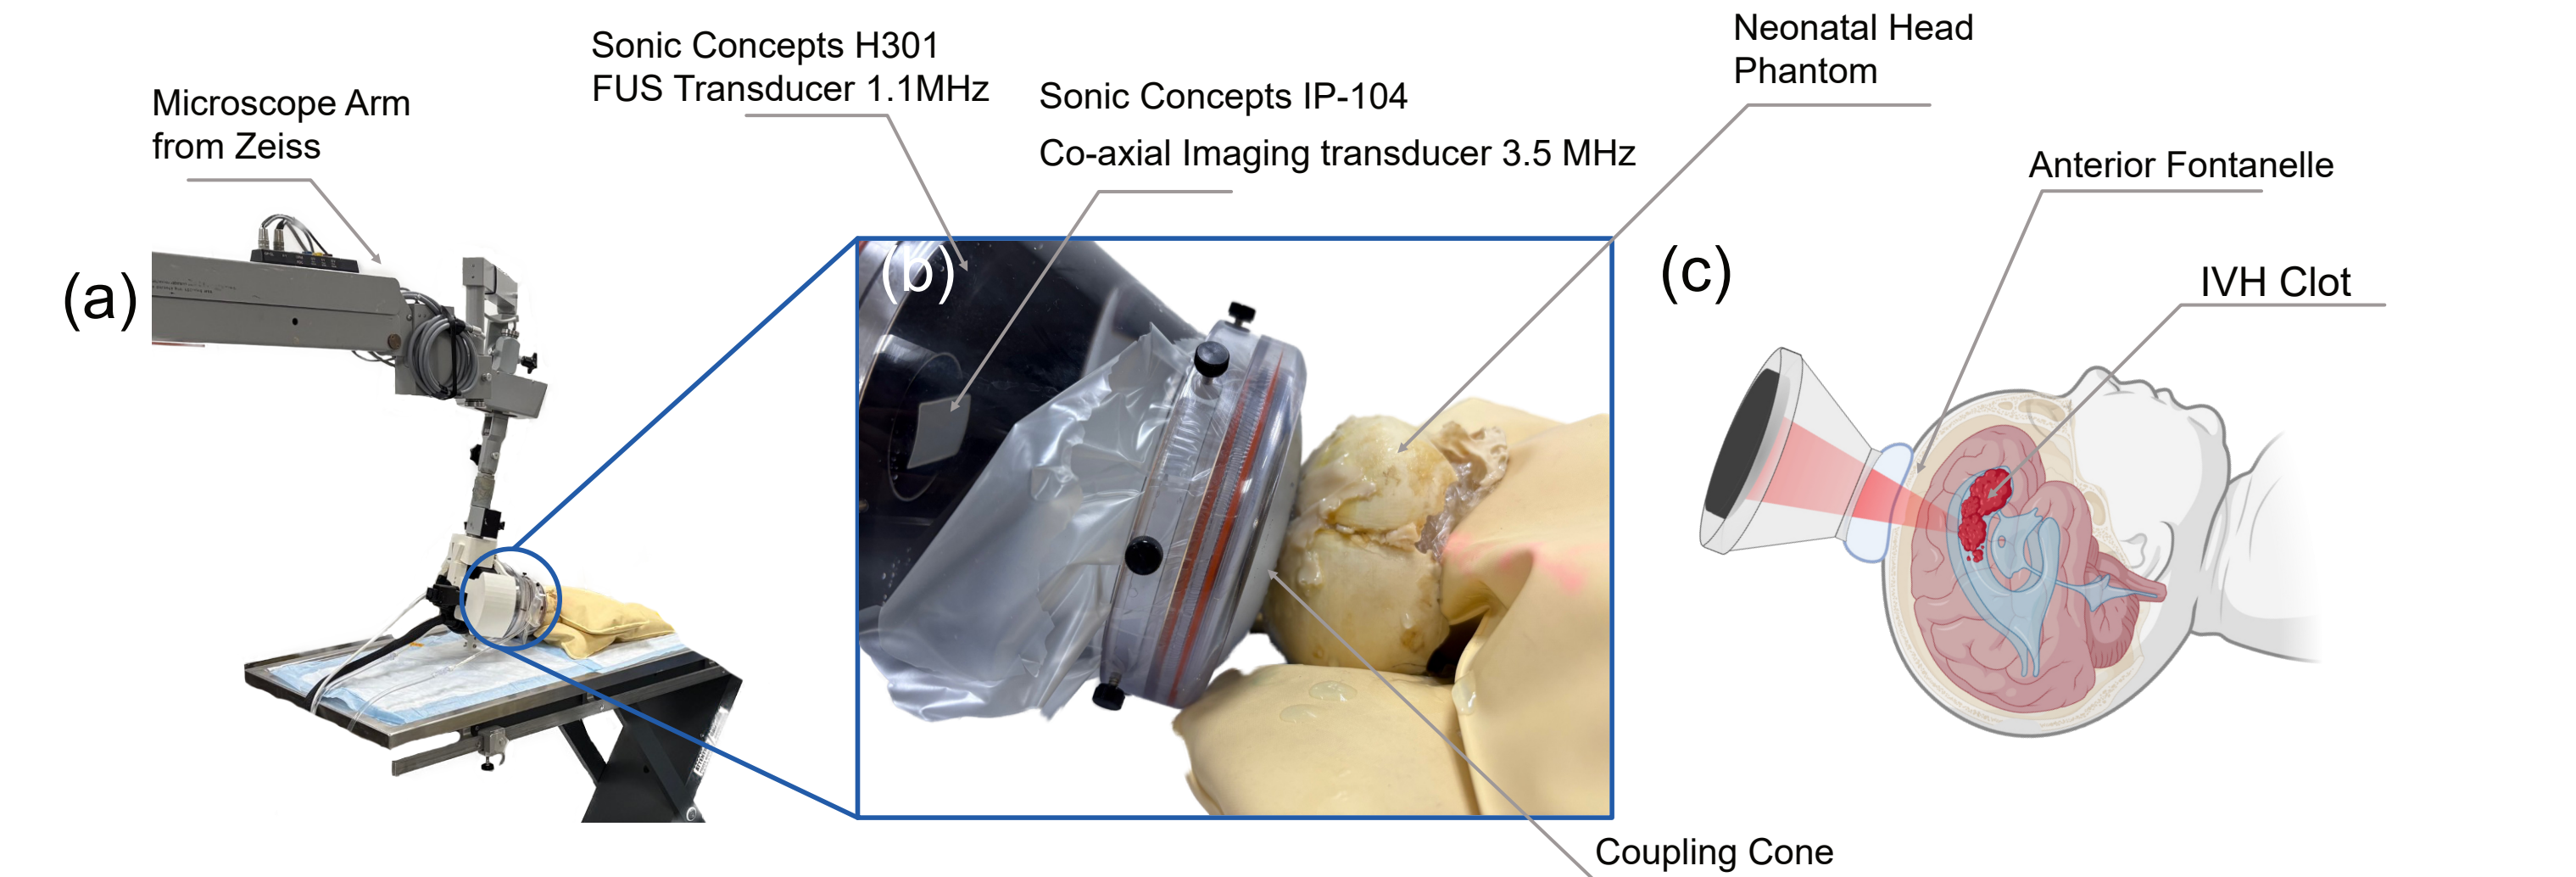 Microscope Arm
from Zeiss
Sonic Concepts H301
FUS Transducer 1.1MHz
Sonic Concepts IP-104
Co-axial Imaging transducer 3.5 MHz
Neonatal Head
Phantom
Anterior Fontanelle
IVH Clot
(a)
(b)
(c)
Coupling Cone